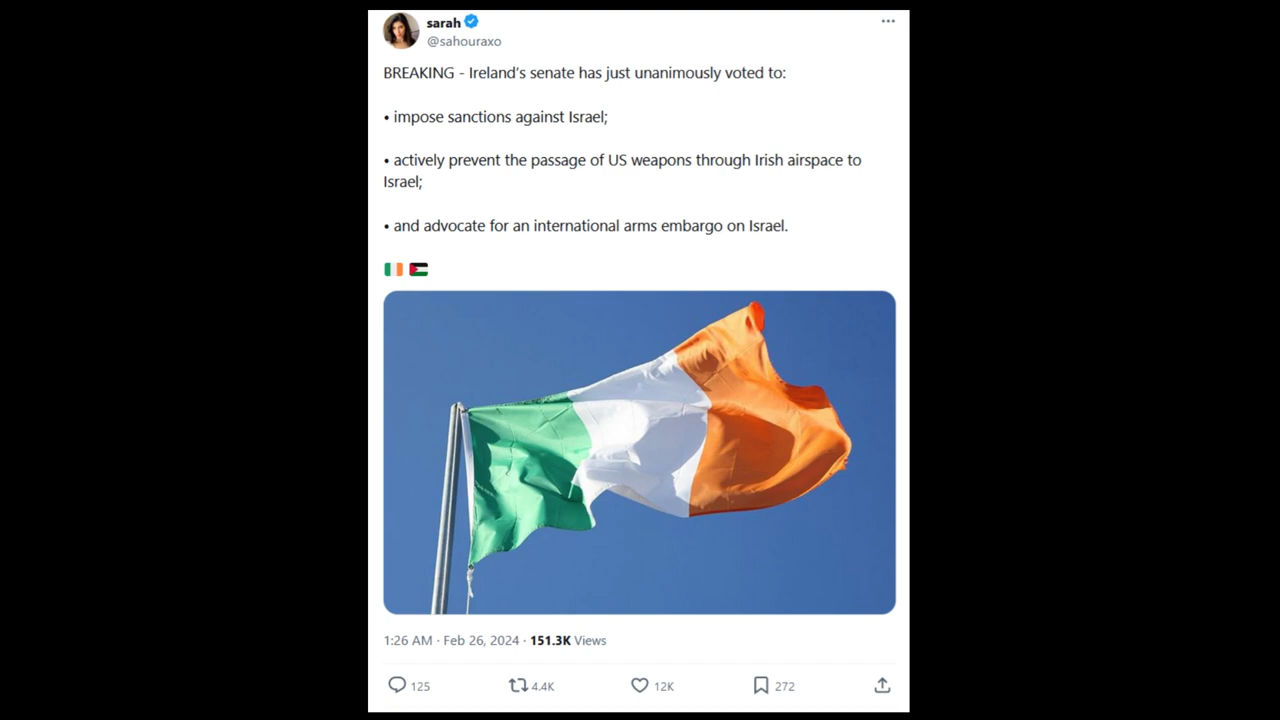 sarah
@sahouraxo
BREAKING - Ireland's senate has just unanimously voted to:
• impose sanctions against Israel;
• actively prevent the passage of US weapons through Irish airspace to
Israel;
• and advocate for an international arms embargo on Israel.
1:26 AM · Feb 26, 2024 · 151.3K Views
125 4.4K 12K 272